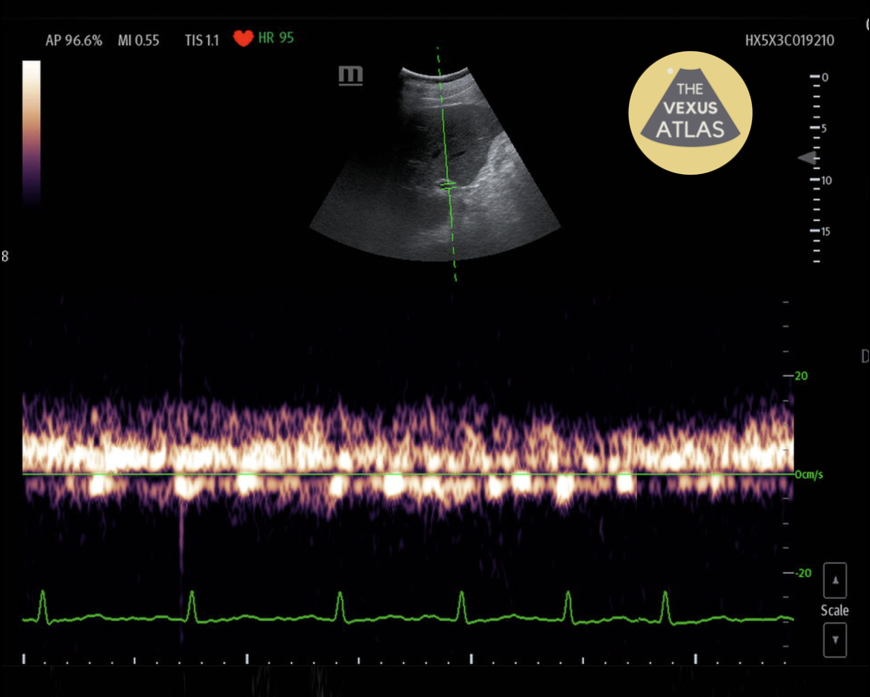 AP 96.6% MI 0.55 TIS 1.1 HR 95 HX5X3C019210
m
THE
VEXUS
ATLAS
0
5
10
15
8
20
0cm/s
-20
Scale